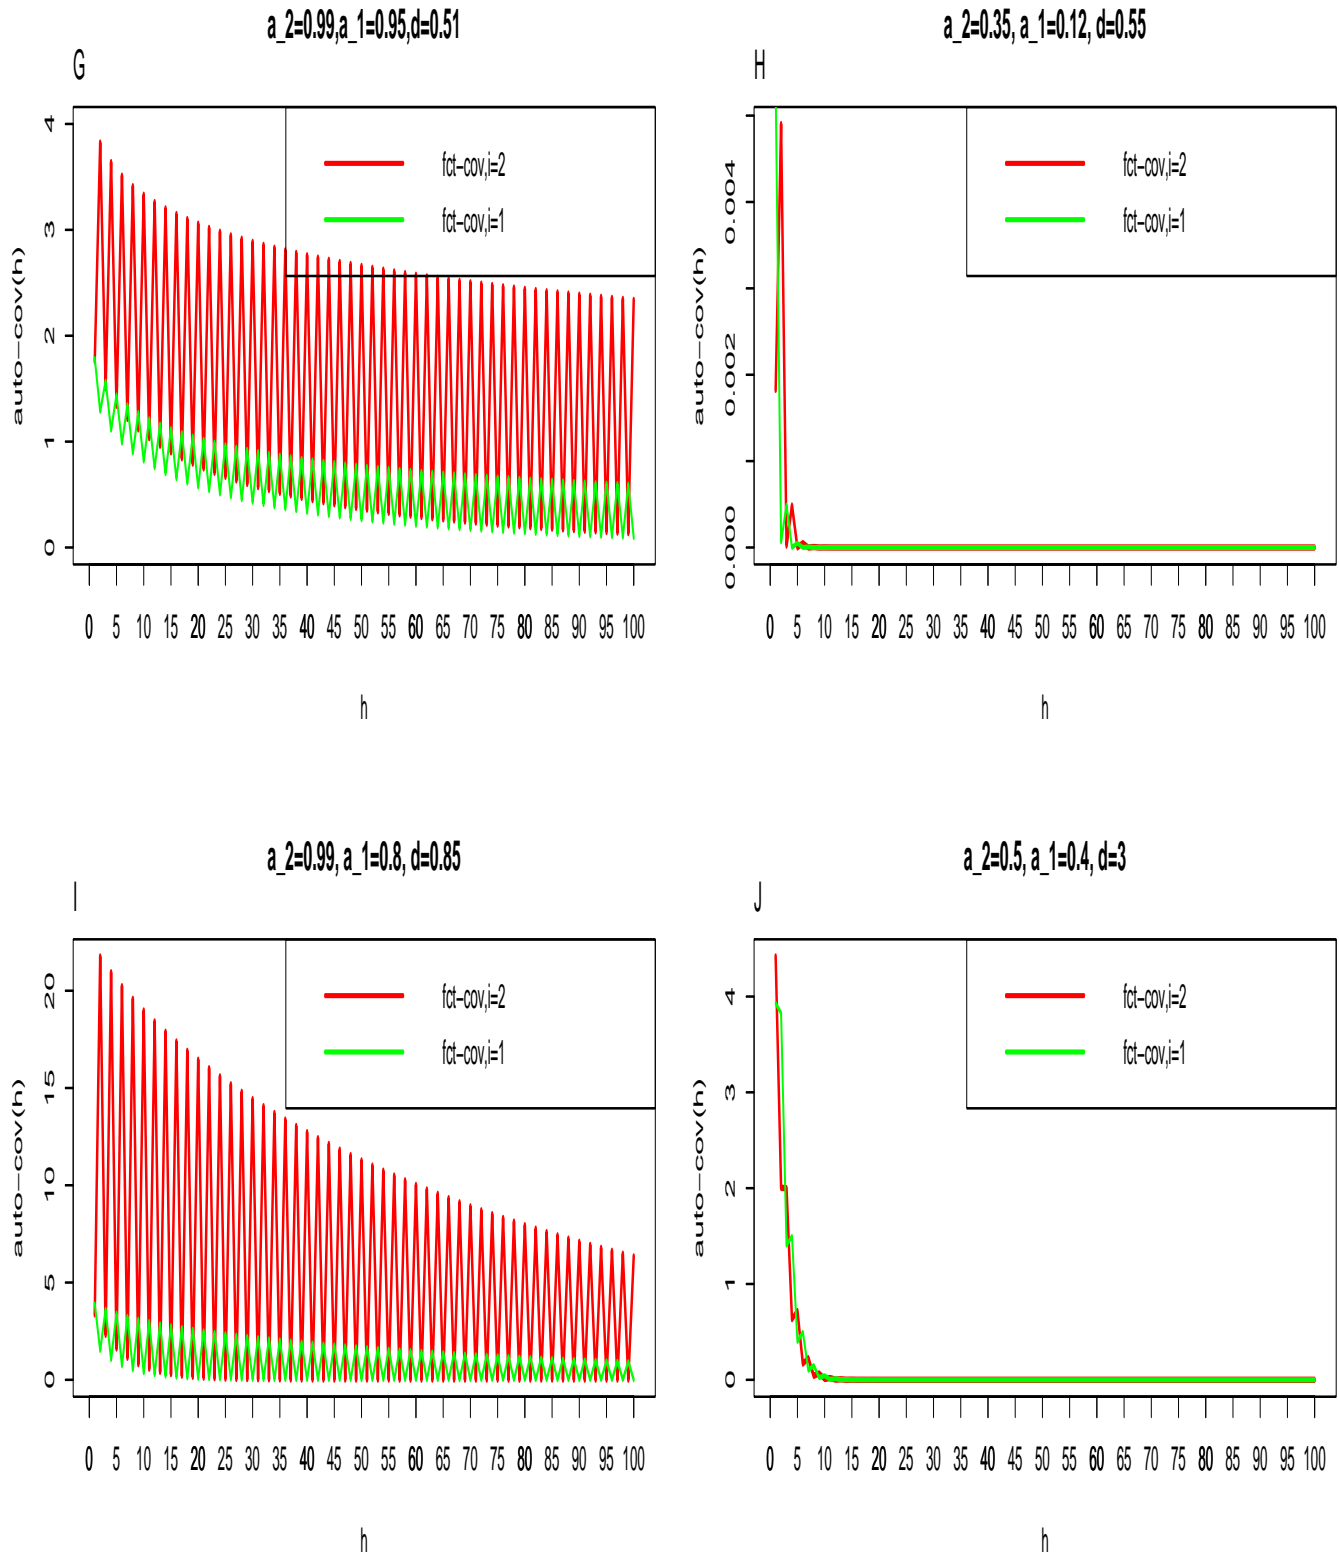 a_2=0.99,a_1=0.95,d=0.51
G
auto-cov(h)
4
3
2
1
0
fct-cov,i=2
fct-cov,i=1
0 5 10 15 20 25 30 35 40 45 50 55 60 65 70 75 80 85 90 95 100
h
a_2=0.35, a_1=0.12, d=0.55
H
auto-cov(h)
0.004
0.002
0.000
fct-cov,i=2
fct-cov,i=1
0 5 10 15 20 25 30 35 40 45 50 55 60 65 70 75 80 85 90 95 100
h
a_2=0.99, a_1=0.8, d=0.85
I
auto-cov(h)
20
15
10
5
0
fct-cov,i=2
fct-cov,i=1
0 5 10 15 20 25 30 35 40 45 50 55 60 65 70 75 80 85 90 95 100
h
a_2=0.5, a_1=0.4, d=3
J
auto-cov(h)
4
3
2
1
0
fct-cov,i=2
fct-cov,i=1
0 5 10 15 20 25 30 35 40 45 50 55 60 65 70 75 80 85 90 95 100
h